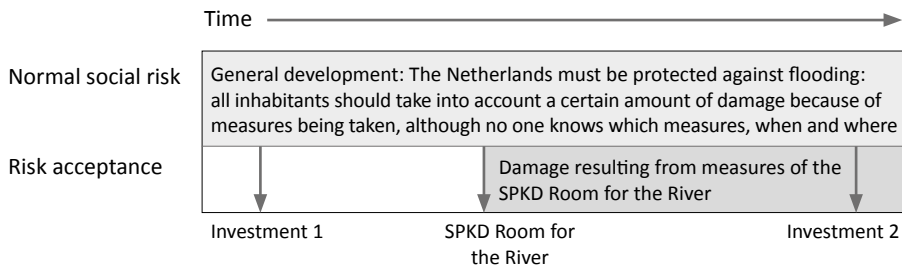 Time
Normal social risk
General development: The Netherlands must be protected against flooding:
all inhabitants should take into account a certain amount of damage because of
measures being taken, although no one knows which measures, when and where
Risk acceptance
Damage resulting from measures of the
SPKD Room for the River
Investment 1
SPKD Room for
the River
Investment 2